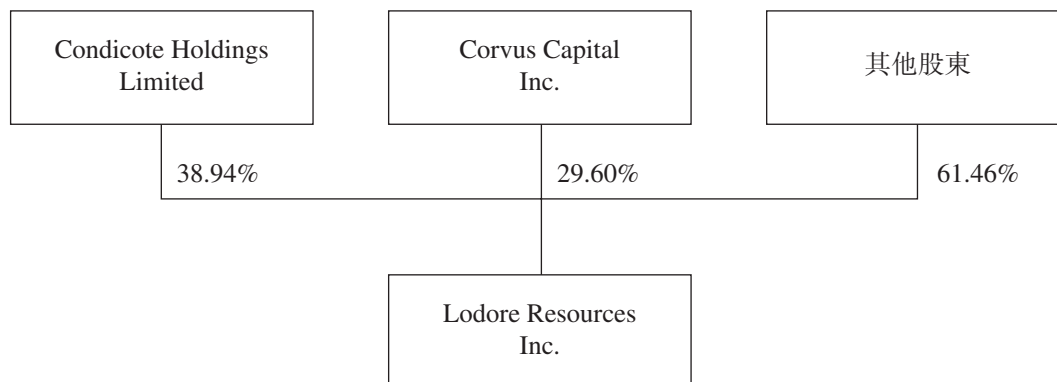 Condicote Holdings
Limited
Corvus Capital
Inc.
其他股東
38.94%
29.60%
61.46%
Lodore Resources
Inc.